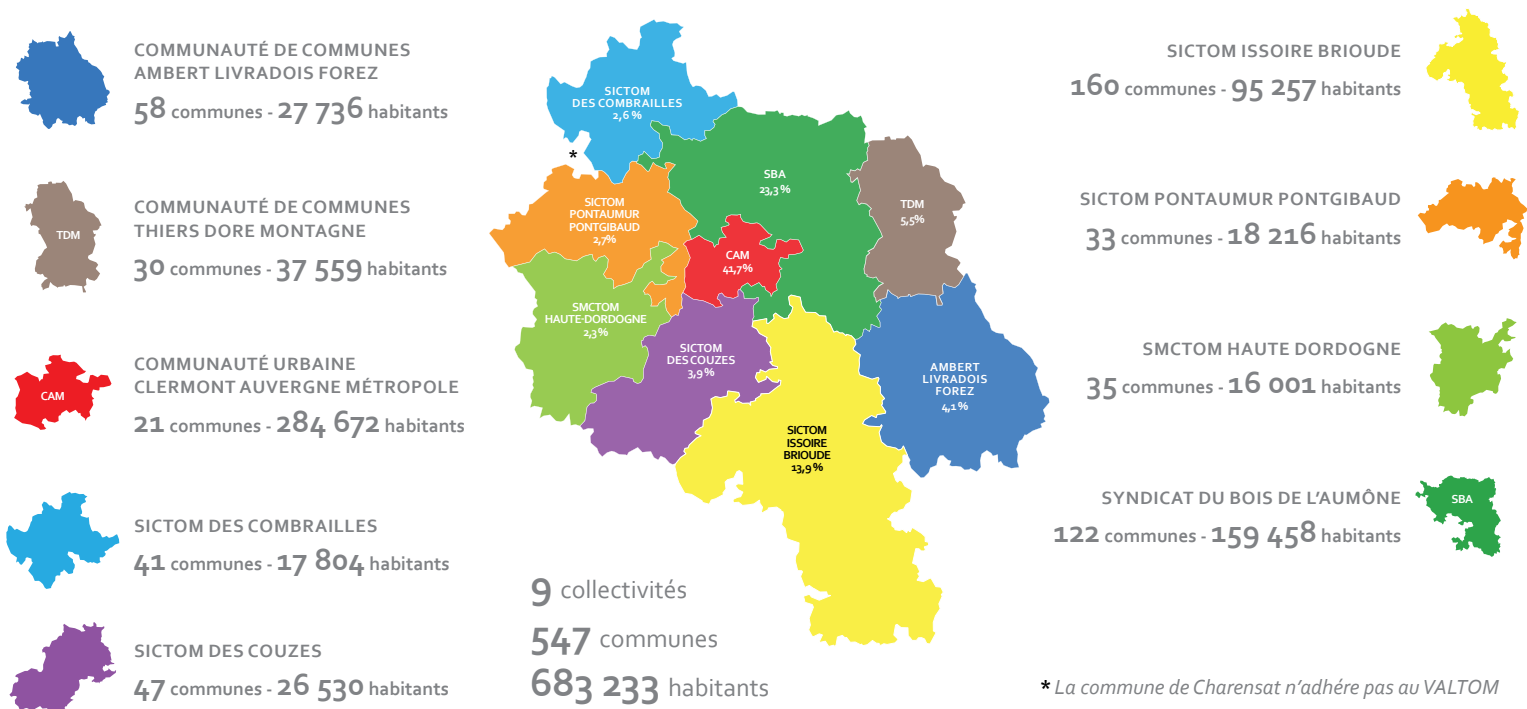 COMMUNAUTÉ DE COMMUNES
AMBERT LIVRADOIS FOREZ
58 communes - 27 736 habitants
TDM
COMMUNAUTÉ DE COMMUNES
THIERS DORE MONTAGNE
30 communes - 37 559 habitants
CAM
COMMUNAUTÉ URBAINE
CLERMONT AUVERGNE MÉTROPOLE
21 communes - 284 672 habitants
SICTOM DES COMBRAILLES
41 communes - 17 804 habitants
SICTOM DES COUZES
47 communes - 26 530 habitants
SICTOM
DES COMBRAILLES
2,6 %
*
SBA
23,3 %
TDM
5,5%
SICTOM
PONTAUMUR
PONTGIBAUD
2,7%
CAM
41,7%
SMCTOM
HAUTE-DORDOGNE
2,3%
SICTOM
DES COUZES
3,9 %
AMBERT
LIVRADOIS
FOREZ
4,1 %
SICTOM
ISSOIRE
BRIOUDE
13,9 %
9 collectivités
547 communes
683 233 habitants
SICTOM ISSOIRE BRIOUDE
160 communes - 95 257 habitants
SICTOM PONTAUMUR PONTGIBAUD
33 communes - 18 216 habitants
SMCTOM HAUTE DORDOGNE
35 communes - 16 001 habitants
SYNDICAT DU BOIS DE L'AUMÔNE
122 communes - 159 458 habitants
SBA
* La commune de Charensat n'adhére pas au VALTOM